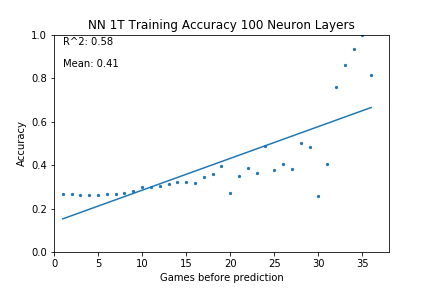 NN 1T Training Accuracy 100 Neuron Layers
R^2: 0.58
Mean: 0.41
Accuracy
1.0
0.8
0.6
0.4
0.2
0.0
0 5 10 15 20 25 30 35
Games before prediction